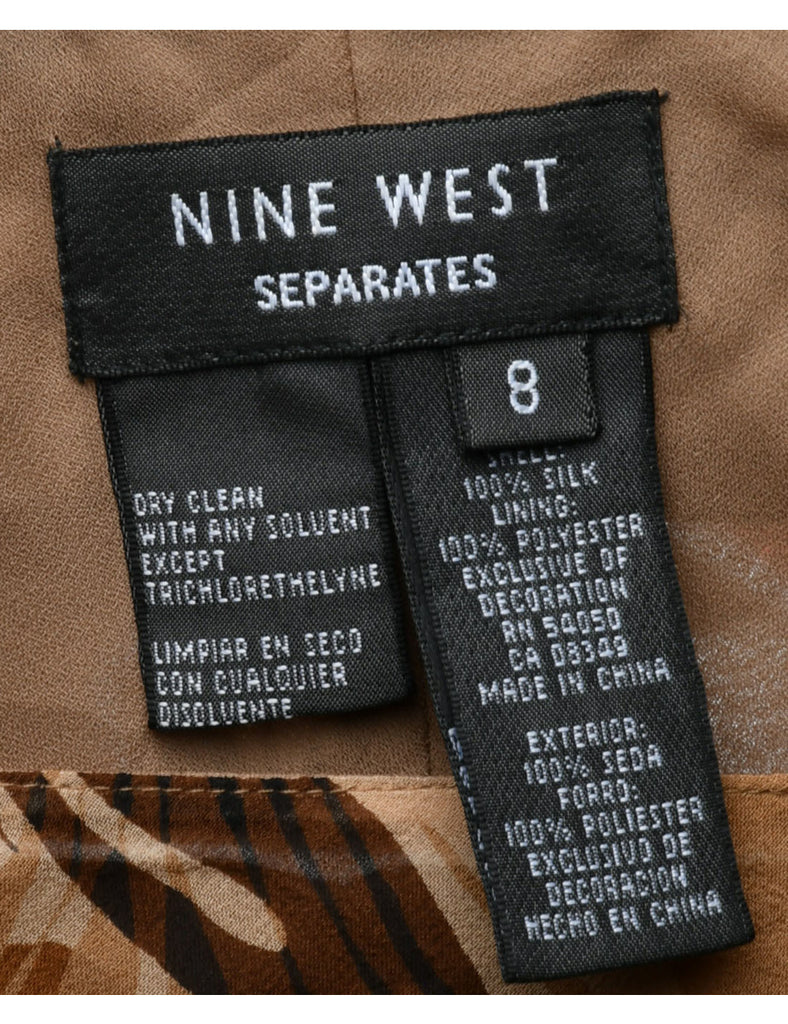 NINE WEST
SEPARATES
8
DRY CLEAN
WITH ANY SOLVENT
EXCEPT
TRICHLORETHELYNE
LIMPIAR EN SECO
CON CUALQUIER
DISOLVENTE
SHELL:
100% SILK
LINING:
100% POLYESTER
EXCLUSIVE OF
DECORATION
RN 54050
CA 08349
MADE IN CHINA
EXTERIOR:
100% SEDA
FORRO:
100% POLIESTER
EXCLUSIVO DE
DECORACION
HECHO EN CHINA